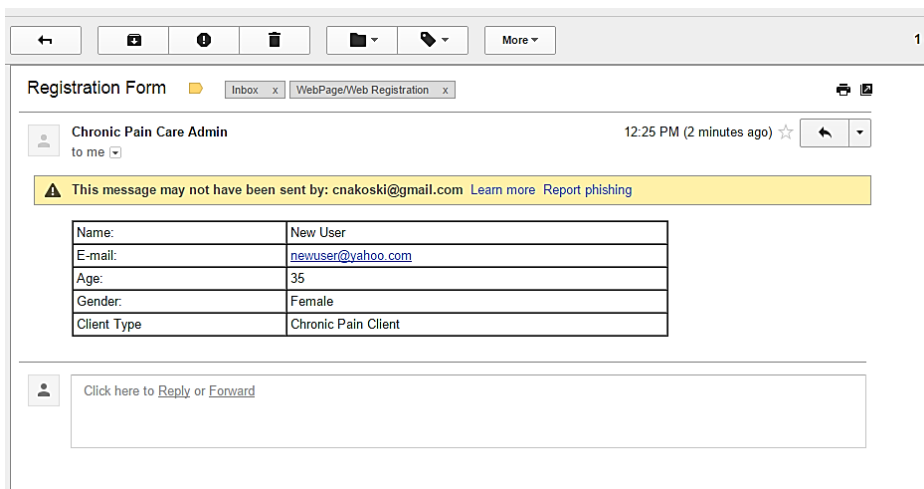 More
1
Registration Form Inbox x WebPage/Web Registration x
Chronic Pain Care Admin 12:25 PM (2 minutes ago)
to me
This message may not have been sent by: cnakoski@gmail.com Learn more Report phishing
Name: New User
E-mail: newuser@yahoo.com
Age: 35
Gender: Female
Client Type Chronic Pain Client
Click here to Reply or Forward